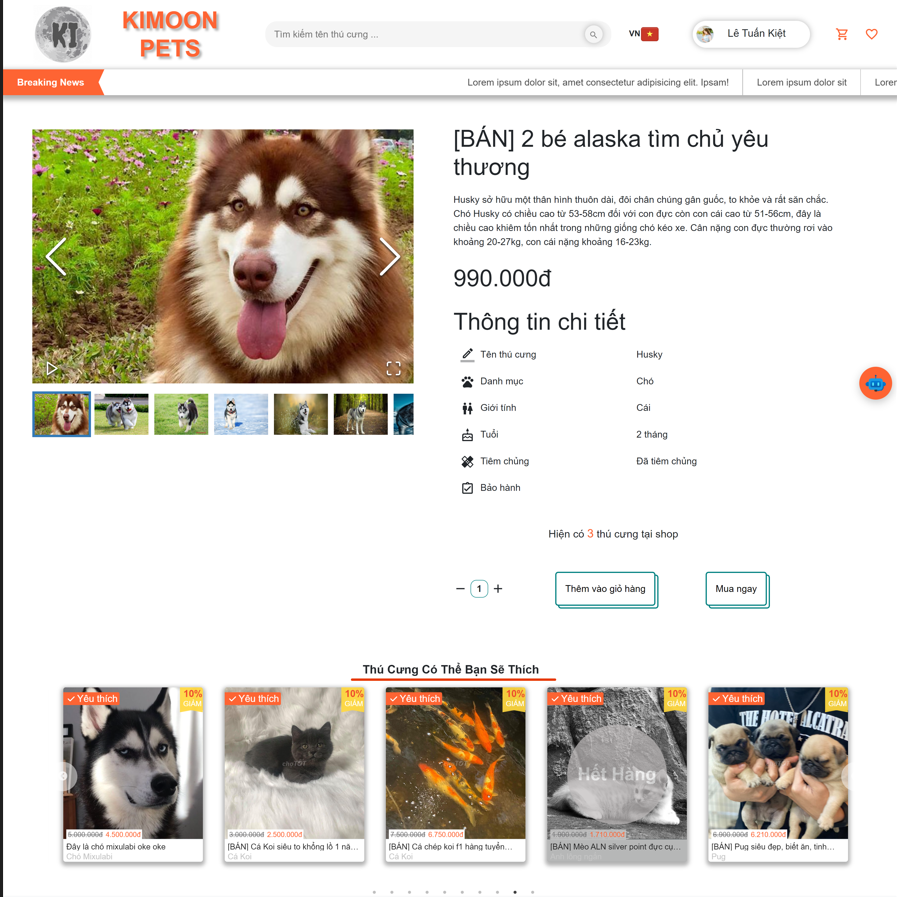 KI
KIMOON
PETS
Tìm kiếm tên thú cưng ...
VN
Lê Tuấn Kiệt
Breaking News
Lorem ipsum dolor sit, amet consectetur adipisicing elit. Ipsam!
Lorem ipsum dolor sit
Lorem
[BÁN] 2 bé alaska tìm chủ yêu
thương
Husky sở hữu một thân hình thuôn dài, đôi chân chúng gân guốc, to khỏe và rất săn chắc.
Chó Husky có chiều cao từ 53-58cm đối với con đực còn con cái cao từ 51-56cm, đây là
chiều cao khiêm tốn nhất trong những giống chó kéo xe. Cân nặng con đực thường rơi vào
khoảng 20-27kg, con cái nặng khoảng 16-23kg.
990.000đ
Thông tin chi tiết
Tên thú cưng Husky
Danh mục Chó
Giới tính Cái
Tuổi 2 tháng
Tiêm chủng Đã tiêm chủng
Bảo hành
Hiện có 3 thú cưng tại shop
1
Thêm vào giỏ hàng
Mua ngay
Thú Cưng Có Thể Bạn Sẽ Thích
Yêu thích
10%
GIẢM
5.000.000đ 4.500.000đ
Đây là chó mixulabi oke oke
Chó Mixulabi
Yêu thích
10%
GIẢM
3.000.000đ 2.500.000đ
[BÁN] Cá Koi siêu to khổng lồ 1 nă...
Cá Koi
Yêu thích
10%
GIẢM
7.500.000đ 6.750.000đ
[BÁN] Cá chép koi f1 hàng tuyển...
Cá Koi
Yêu thích
10%
GIẢM
Hết Hàng
1.900.000đ 1.710.000đ
[BÁN] Mèo ALN silver point đực cụ...
Yêu thích
10%
GIẢM
THE HOTEL ALCATRA
6.900.000đ 6.210.000đ
[BÁN] Pug siêu đẹp, biết ăn, tinh...
Pug